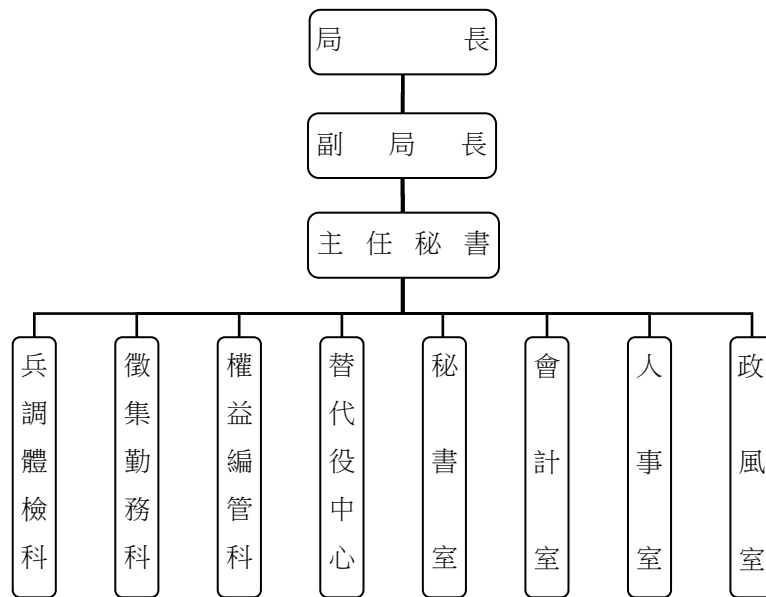 局長
副局長
主任秘書
兵調體檢科
徵集勤務科
權益編管科
替代役中心
秘書室
會計室
人事室
政風室